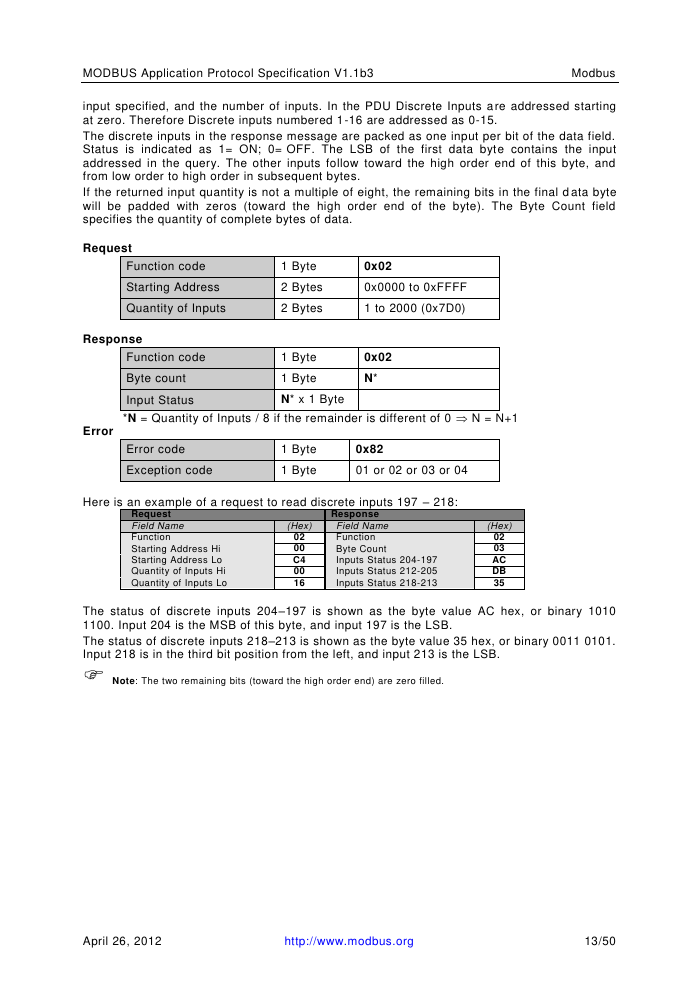 MODBUS Application Protocol Specification V1.1b3 Modbus
input specified, and the number of inputs. In the PDU Discrete Inputs are addressed starting
at zero. Therefore Discrete inputs numbered 1-16 are addressed as 0-15.
The discrete inputs in the response message are packed as one input per bit of the data field.
Status is indicated as 1= ON; 0= OFF. The LSB of the first data byte contains the input
addressed in the query. The other inputs follow toward the high order end of this byte, and
from low order to high order in subsequent bytes.
If the returned input quantity is not a multiple of eight, the remaining bits in the final data byte
will be padded with zeros (toward the high order end of the byte). The Byte Count field
specifies the quantity of complete bytes of data.
Request
Function code 1 Byte 0x02
Starting Address 2 Bytes 0x0000 to 0xFFFF
Quantity of Inputs 2 Bytes 1 to 2000 (0x7D0)
Response
Function code 1 Byte 0x02
Byte count 1 Byte N*
Input Status N* x 1 Byte
*N = Quantity of Inputs / 8 if the remainder is different of 0 ⇒ N = N+1
Error
Error code 1 Byte 0x82
Exception code 1 Byte 01 or 02 or 03 or 04
Here is an example of a request to read discrete inputs 197 – 218:
Request Response
Field Name (Hex) Field Name (Hex)
Function 02 Function 02
Starting Address Hi 00 Byte Count 03
Starting Address Lo C4 Inputs Status 204-197 AC
Quantity of Inputs Hi 00 Inputs Status 212-205 DB
Quantity of Inputs Lo 16 Inputs Status 218-213 35
The status of discrete inputs 204–197 is shown as the byte value AC hex, or binary 1010
1100. Input 204 is the MSB of this byte, and input 197 is the LSB.
The status of discrete inputs 218–213 is shown as the byte value 35 hex, or binary 0011 0101.
Input 218 is in the third bit position from the left, and input 213 is the LSB.
Note: The two remaining bits (toward the high order end) are zero filled.
April 26, 2012 http://www.modbus.org 13/50